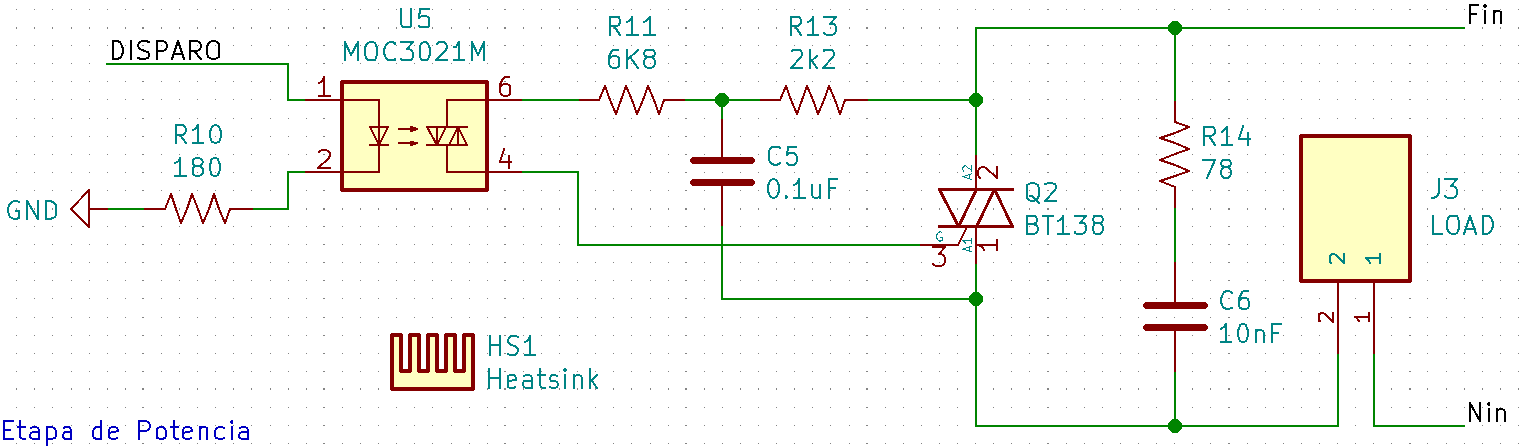 U5
MOC3021M
DISPARO
1
6
2
4
R10
180
GND
R11
6K8
R13
2k2
C5
0.1uF
A2
2
Q2
BT138
G
3
A1
1
Fin
R14
78
C6
10nF
J3
LOAD
2
1
2
1
Nin
HS1
Heatsink
Etapa de Potencia